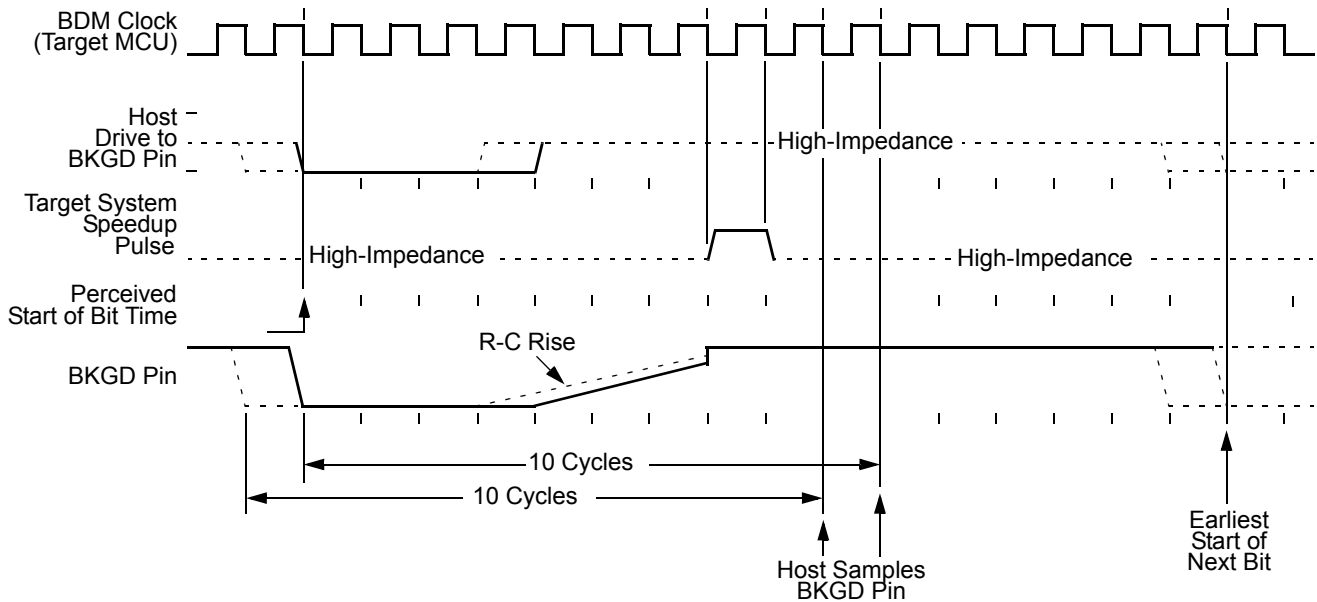 BDM Clock
(Target MCU)
Host
Drive to
BKGD Pin
High-Impedance
Target System
Speedup
Pulse
High-Impedance
High-Impedance
Perceived
Start of Bit Time
R-C Rise
BKGD Pin
10 Cycles
10 Cycles
Host Samples
BKGD Pin
Earliest
Start of
Next Bit